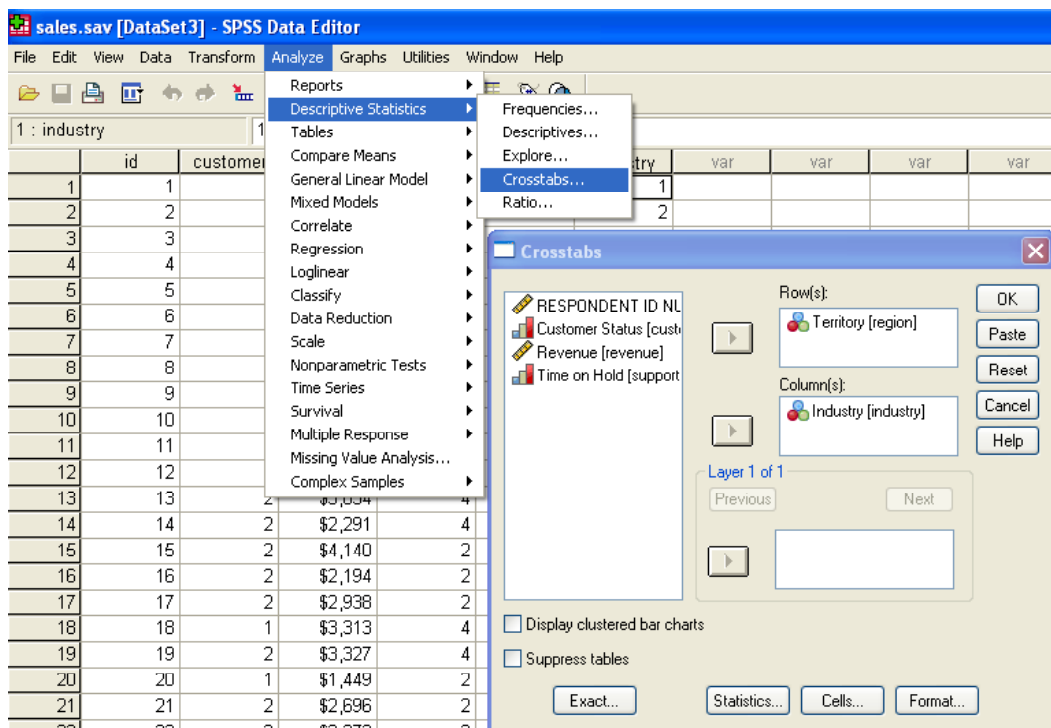 sales.sav [DataSet3] - SPSS Data Editor
File Edit View Data Transform Analyze Graphs Utilities Window Help
1 : industry 1
id customer try var var var var
Reports
Descriptive Statistics
Tables
Compare Means
General Linear Model
Mixed Models
Correlate
Regression
Loglinear
Classify
Data Reduction
Scale
Nonparametric Tests
Time Series
Survival
Multiple Response
Missing Value Analysis...
Complex Samples
Frequencies...
Descriptives...
Explore...
Crosstabs...
Ratio...
1 1 1
2 2 2
3 3
4 4
5 5
6 6
7 7
8 8
9 9
10 10
11 11
12 12
13 13
14 14 2 $2,291 4
15 15 2 $4,140 2
16 16 2 $2,194 2
17 17 2 $2,938 2
18 18 1 $3,313 4
19 19 2 $3,327 4
20 20 1 $1,449 2
21 21 2 $2,696 2
Crosstabs
RESPONDENT ID NU
Customer Status [cust
Revenue [revenue]
Time on Hold [support
Row(s):
Territory [region]
Column(s):
Industry [industry]
OK
Paste
Reset
Cancel
Help
Layer 1 of 1
Previous Next
Display clustered bar charts
Suppress tables
Exact... Statistics... Cells... Format...